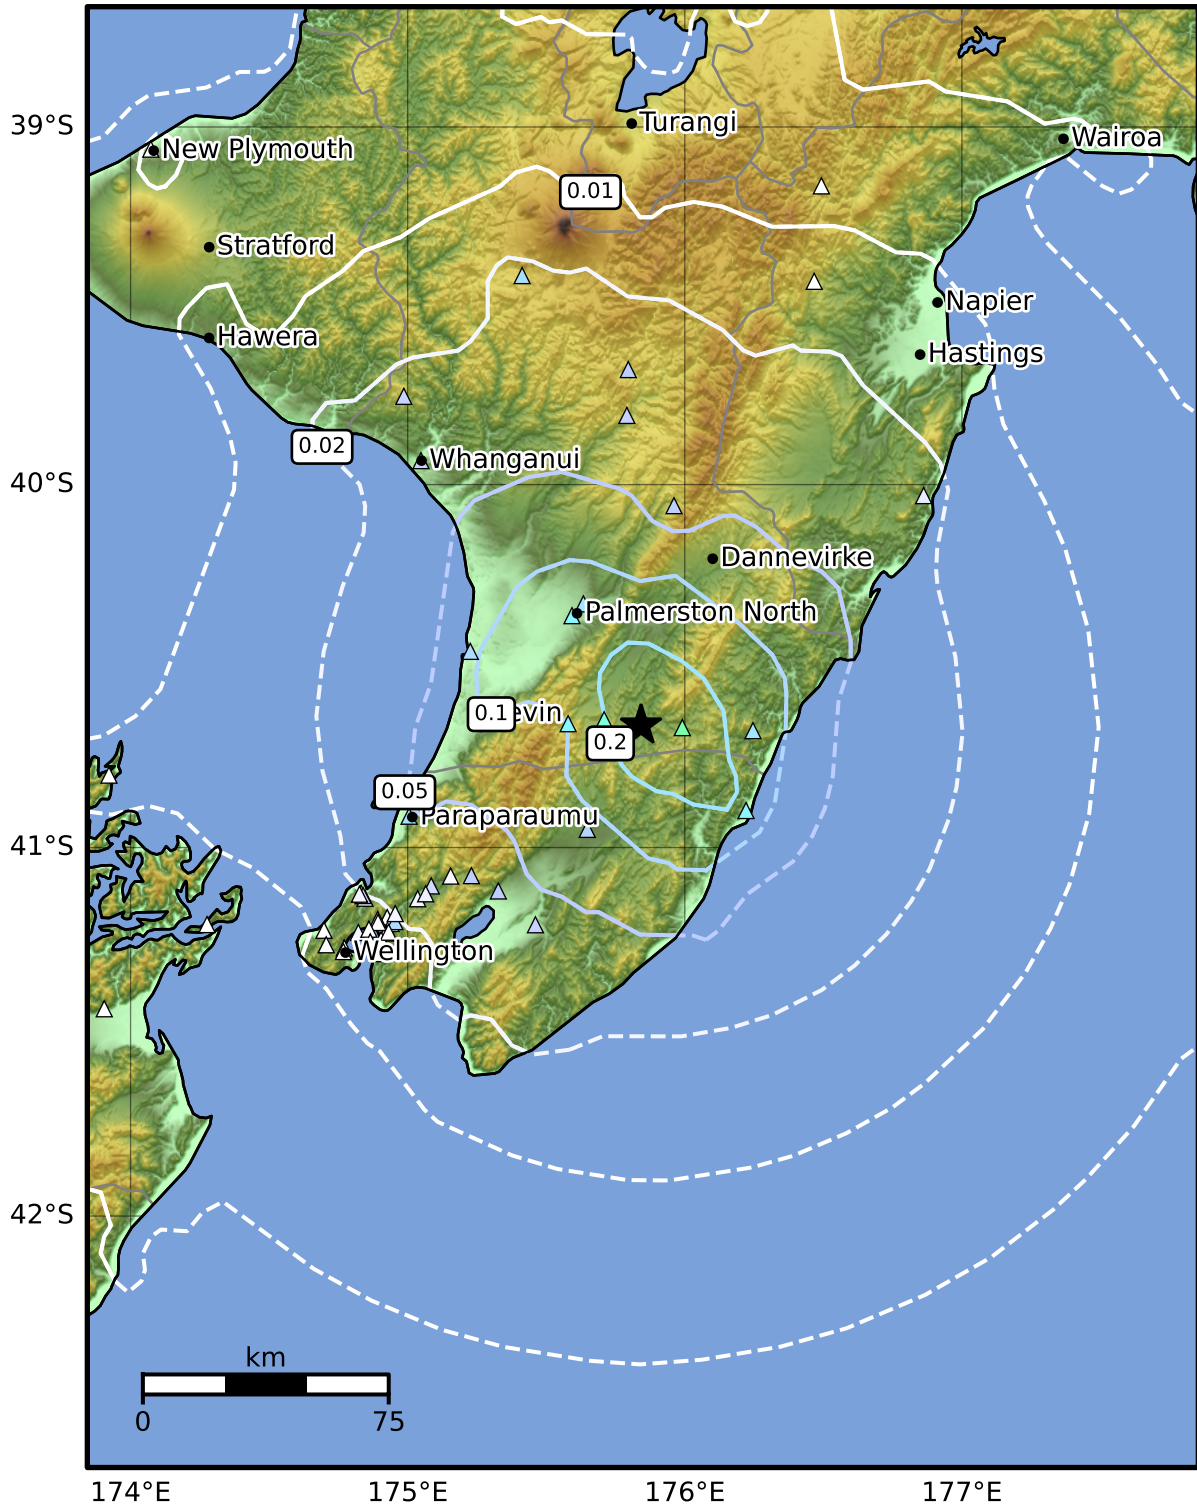 Turangi
39°S
Wairoa
New Plymouth
0.01
Stratford
Napier
Hawera
Hastings
0.02
Whanganui
40°S
Dannevirke
Palmerston North
0.1
evin
0.2
0.05
Paraparaumu
41°S
Wellington
42°S
km
0
75
174°E
175°E
176°E
177°E